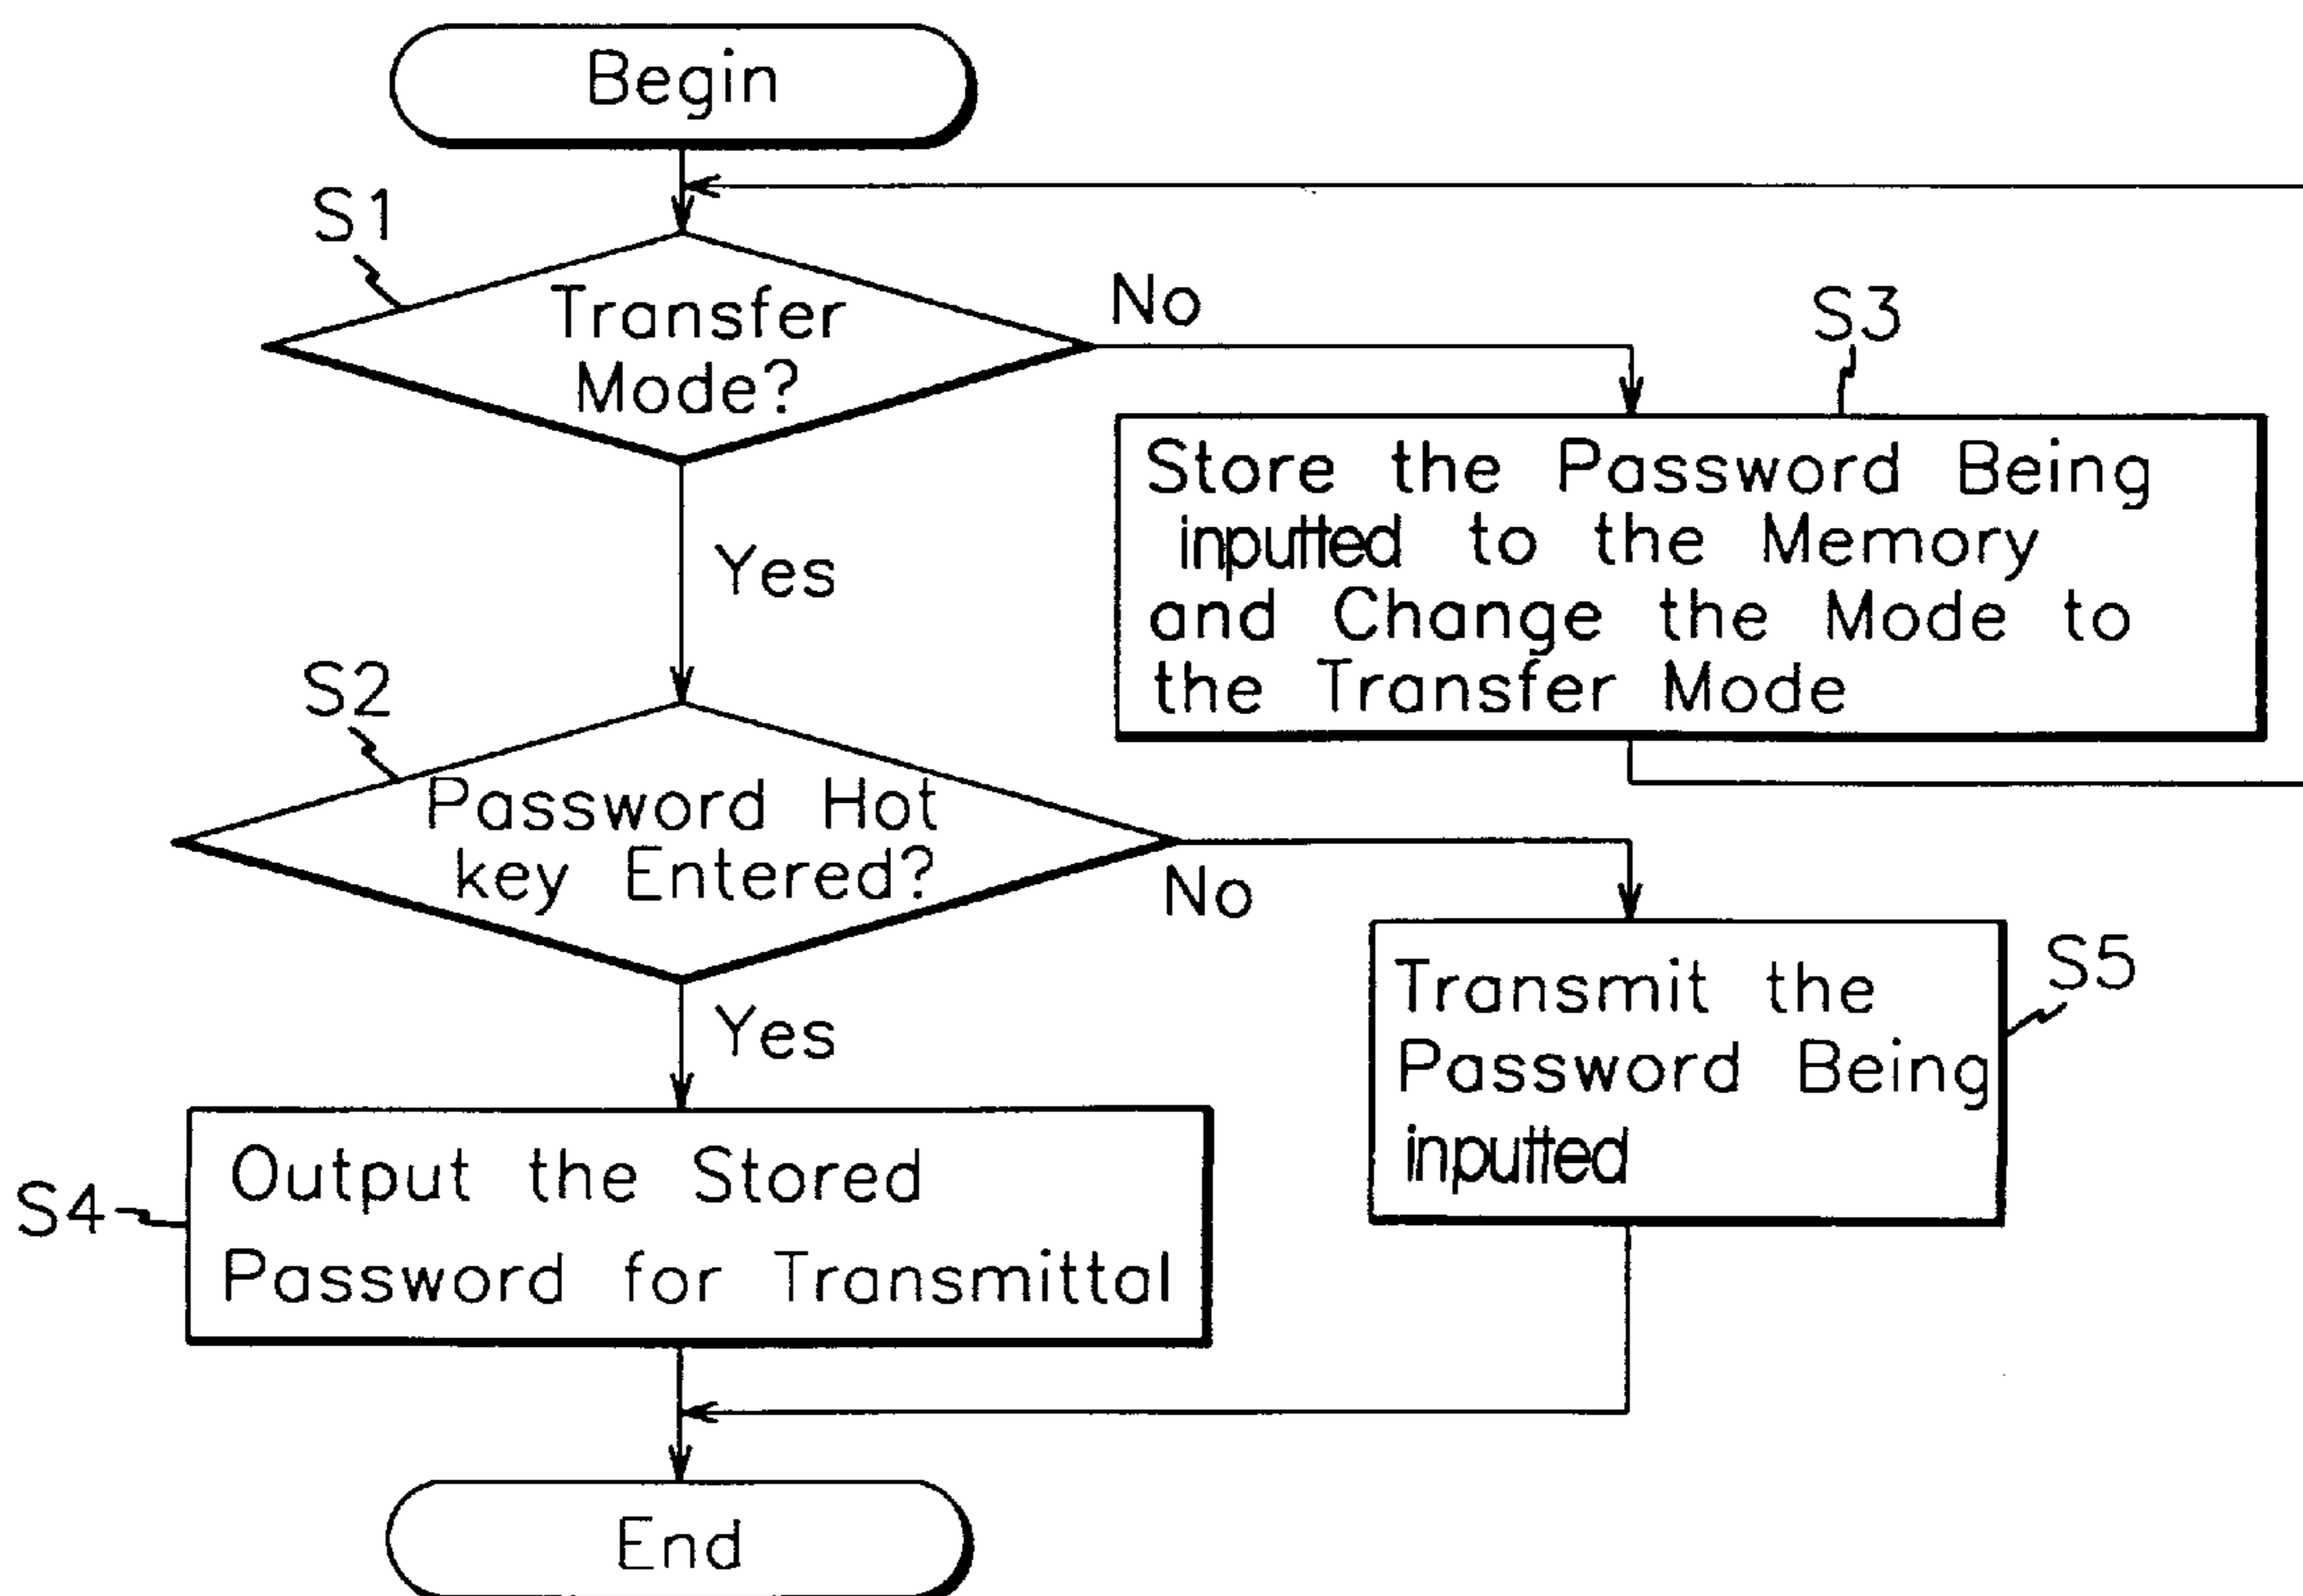 Begin
S1
Transfer
Mode?
No
S3
Store the Password Being
inputted to the Memory
and Change the Mode to
the Transfer Mode
Yes
S2
Password Hot
key Entered?
No
S5
Transmit the
Password Being
inputted
Yes
S4
Output the Stored
Password for Transmittal
End